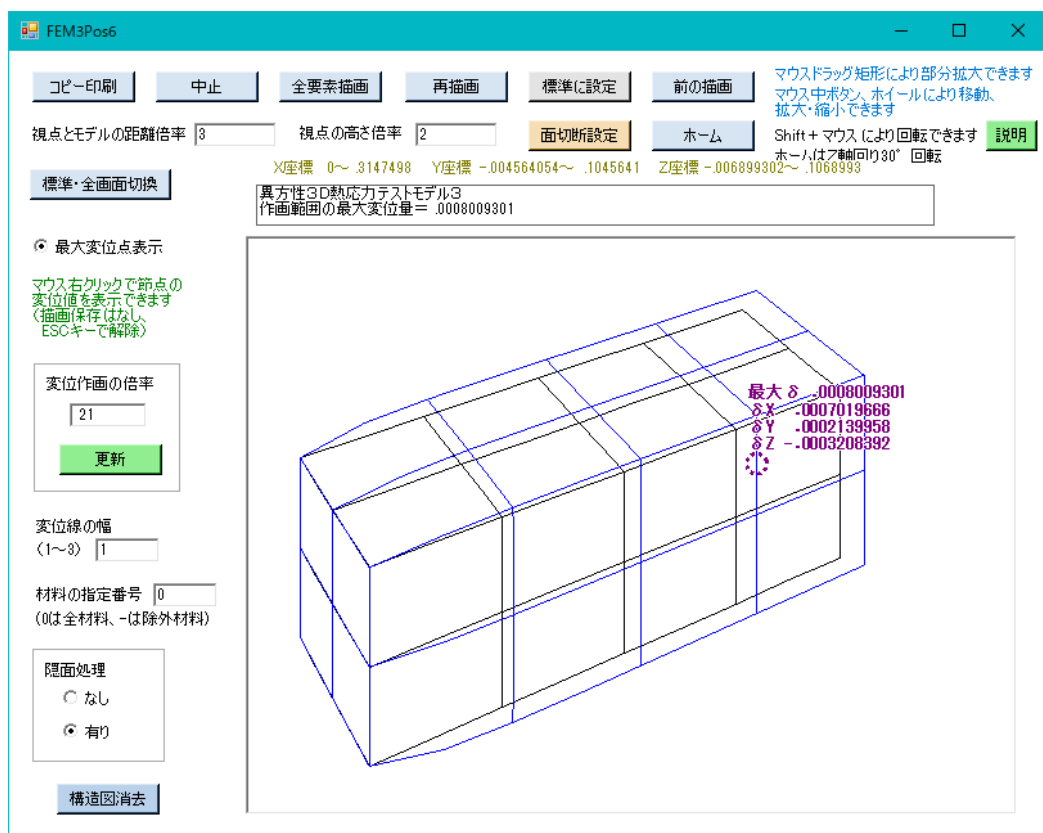 FEM3Pos6
コピー印刷
中止
全要素描画
再描画
標準に設定
前の描画
マウスドラッグ矩形により部分拡大できます
マウス中ボタン、ホイールにより移動、
拡大・縮小できます
視点とモデルの距離倍率 3
視点の高さ倍率 2
面切断設定
ホーム
Shift+マウス により回転できます
ホームはZ軸回り30° 回転
説明
標準・全画面切換
X座標 0～ .3147498 Y座標 -.004564054～ .1045641 Z座標 -.006899302～ .1068993
異方性3D熱応力テストモデル3
作画範囲の最大変位量= .0008009301
最大変位点表示
マウス右クリックで節点の
変位値を表示できます
(描画保存はなし、
ESCキーで解除)
変位作画の倍率
21
更新
変位線の幅
(1～3) 1
材料の指定番号 0
(0は全材料、-は除外材料)
隠面処理
なし
有り
構造図消去
最大 δ .0008009301
δX .0007019666
δY .0002139958
δZ -.0003208392